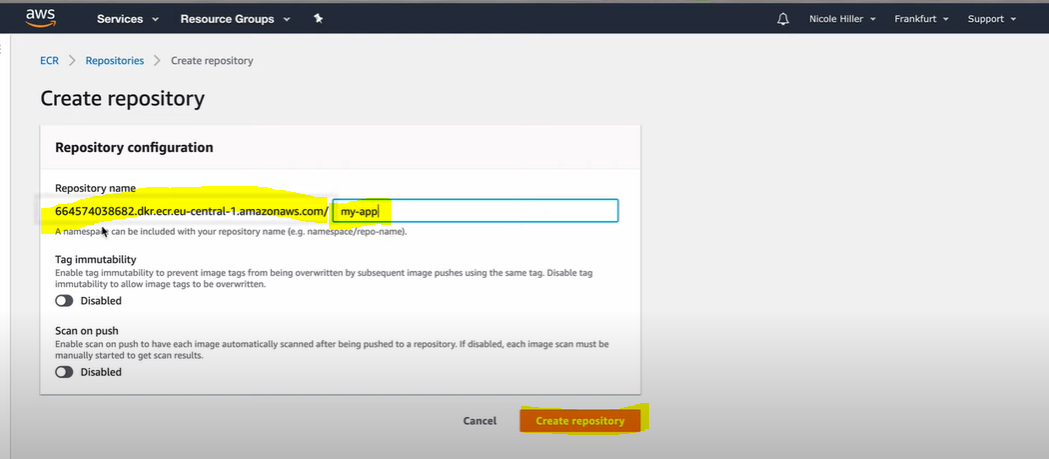 aws Services Resource Groups Nicole Hiller Frankfurt Support
ECR > Repositories > Create repository
Create repository
Repository configuration
Repository name
664574038682.dkr.ecr.eu-central-1.amazonaws.com/ my-app
A namespace can be included with your repository name (e.g. namespace/repo-name).
Tag immutability
Enable tag immutability to prevent image tags from being overwritten by subsequent image pushes using the same tag. Disable tag
immutability to allow image tags to be overwritten.
Disabled
Scan on push
Enable scan on push to have each image automatically scanned after being pushed to a repository. If disabled, each image scan must be
manually started to get scan results.
Disabled
Cancel Create repository